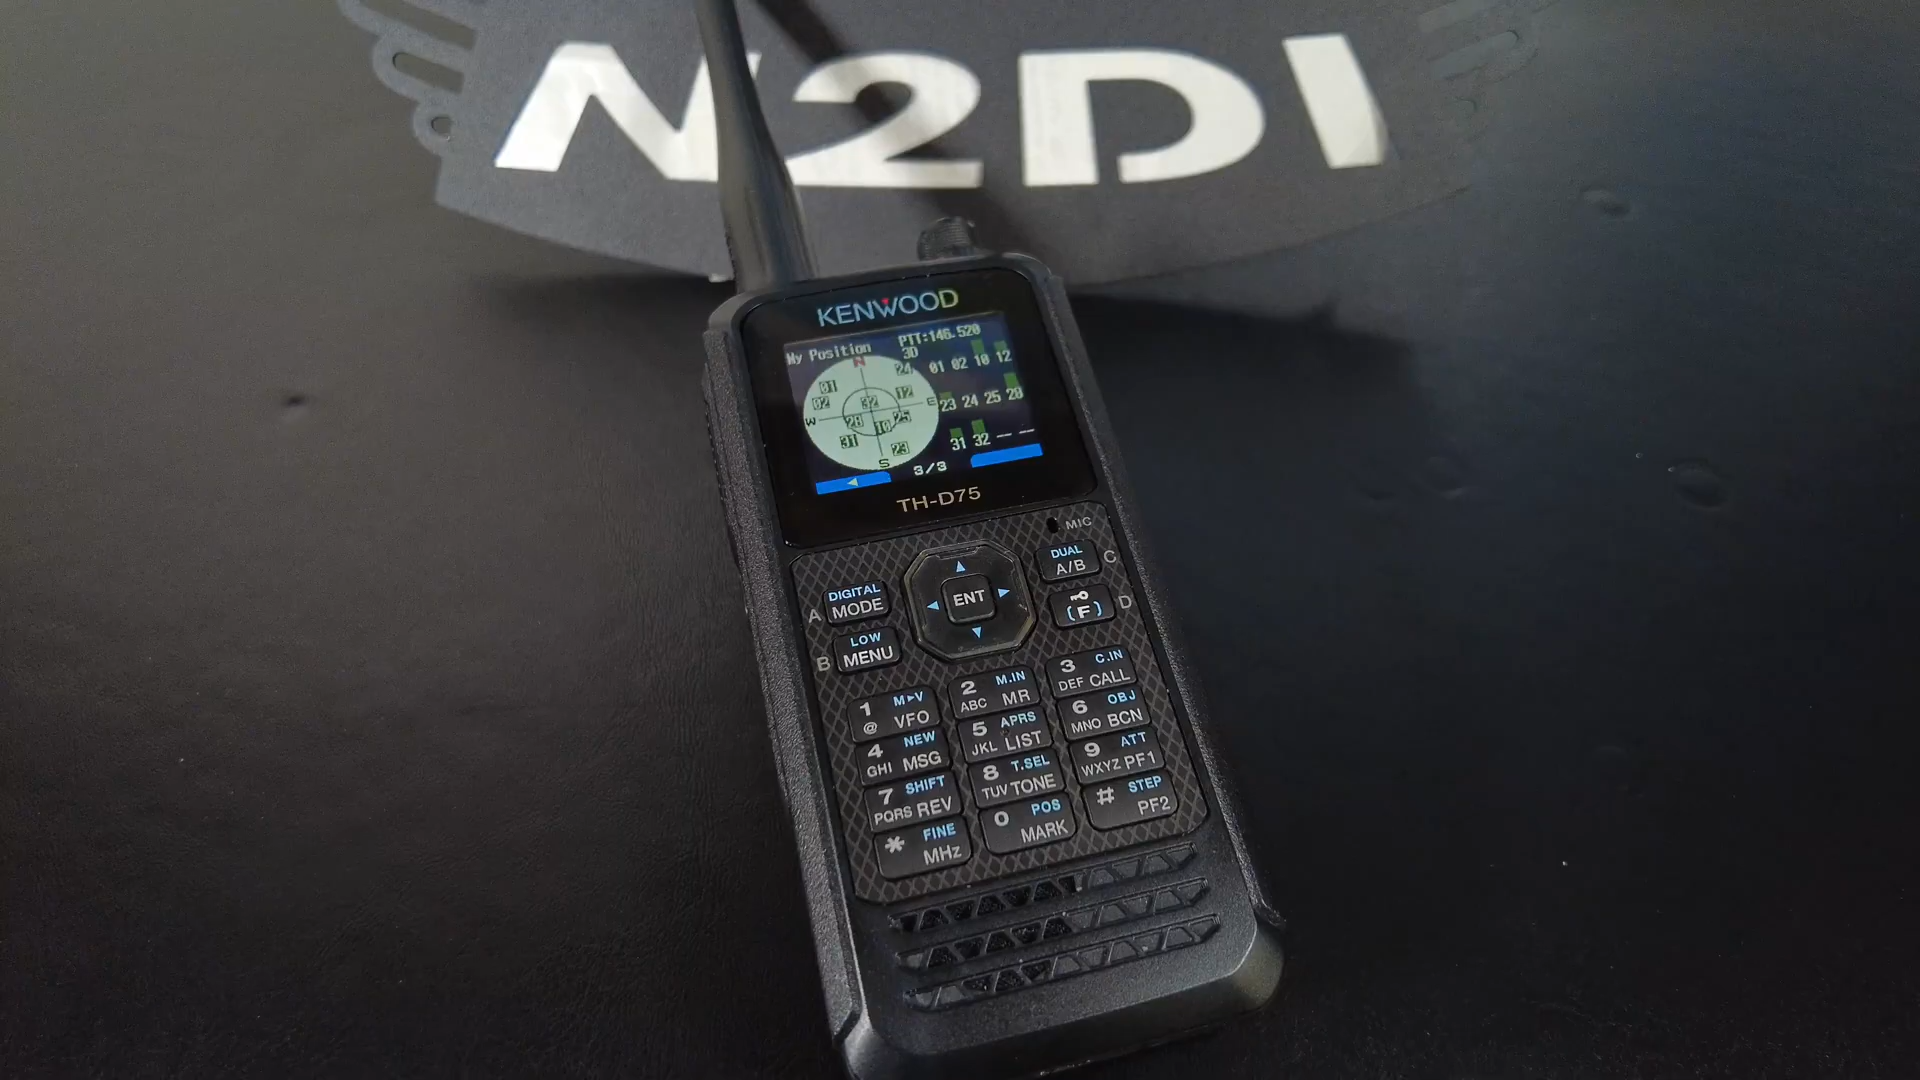 N2DI
KENWOOD
My Position PTT:146.520
3D
N
24 01 02 10 12
01
02 32 12
W E 23 24 25 28
28 10 25
31 23 31 32 -- --
S
3/3
TH-D75
MIC
DIGITAL DUAL
A MODE ENT A/B C
LOW (F) D
B MENU
1 M▸V 2 M.IN 3 C.IN
@ VFO ABC MR DEF CALL
4 NEW 5 APRS 6 OBJ
GHI MSG JKL LIST MNO BCN
7 SHIFT 8 T.SEL 9 ATT
PQRS REV TUV TONE WXYZ PF1
* FINE 0 POS # STEP
MHz MARK PF2